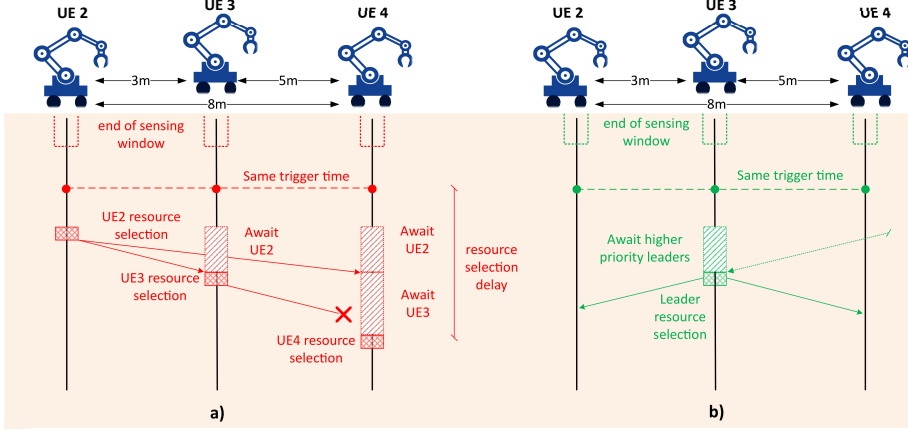 UE 2
UE 3
UE 4
3m
5m
8m
end of sensing
window
Same trigger time
UE2 resource
selection
Await
UE2
Await
UE2
UE3 resource
selection
Await
UE3
UE4 resource
selection
resource
selection
delay
a)
UE 2
UE 3
UE 4
3m
5m
8m
end of sensing
window
Same trigger time
Await higher
priority leaders
Leader
resource
selection
b)